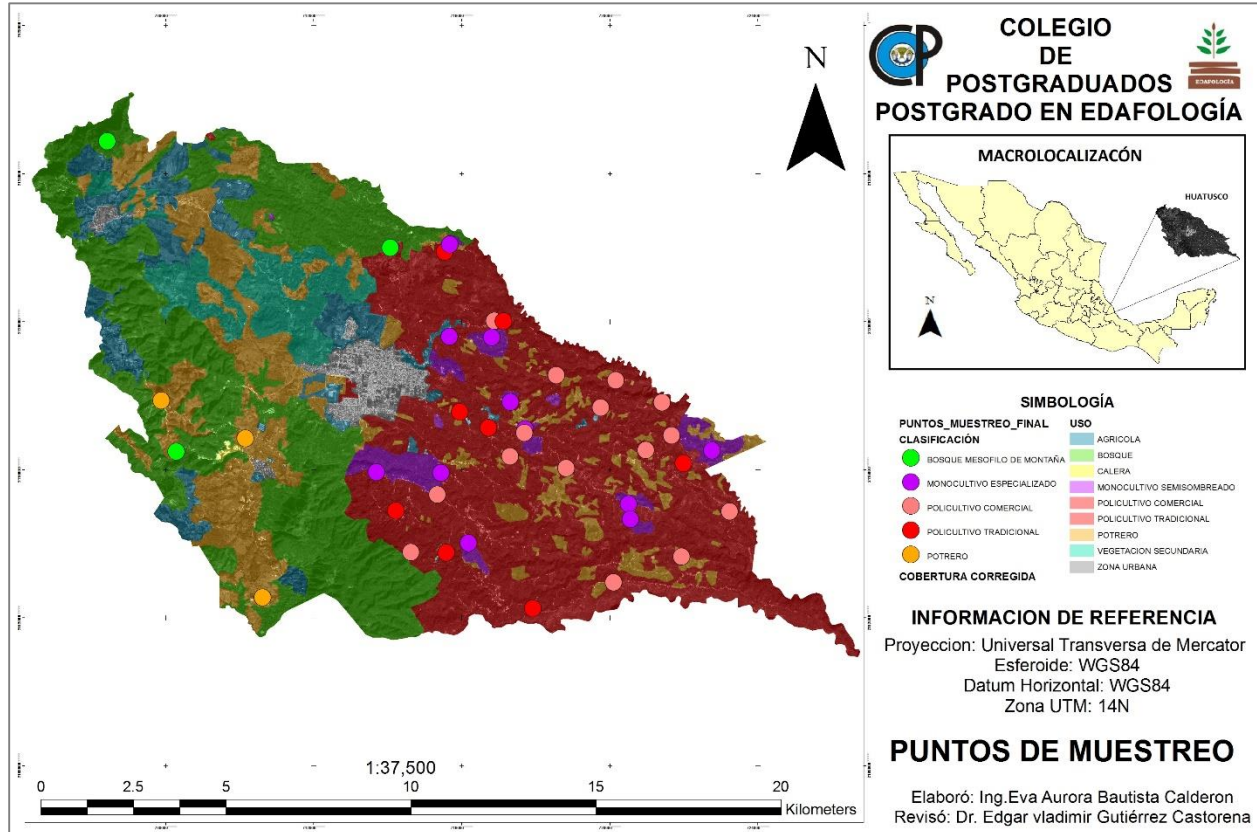 N
1:37,500
0 2.5 5 10 15 20
Kilometers
CP
COLEGIO
DE
POSTGRADUADOS
POSTGRADO EN EDAFOLOGÍA
EDAFOLOGÍA
MACROLOCALIZACÓN
HUATUSCO
N
SIMBOLOGÍA
PUNTOS_MUESTREO_FINAL
CLASIFICACIÓN
BOSQUE MESOFILO DE MONTAÑA
MONOCULTIVO ESPECIALIZADO
POLICULTIVO COMERCIAL
POLICULTIVO TRADICIONAL
POTRERO
COBERTURA CORREGIDA
USO
AGRICOLA
BOSQUE
CALERA
MONOCULTIVO SEMISOMBREADO
POLICULTIVO COMERCIAL
POLICULTIVO TRADICIONAL
POTRERO
VEGETACION SECUNDARIA
ZONA URBANA
INFORMACION DE REFERENCIA
Proyeccion: Universal Transversa de Mercator
Esferoide: WGS84
Datum Horizontal: WGS84
Zona UTM: 14N
PUNTOS DE MUESTREO
Elaboró: Ing.Eva Aurora Bautista Calderon
Revisó: Dr. Edgar vladimir Gutiérrez Castorena